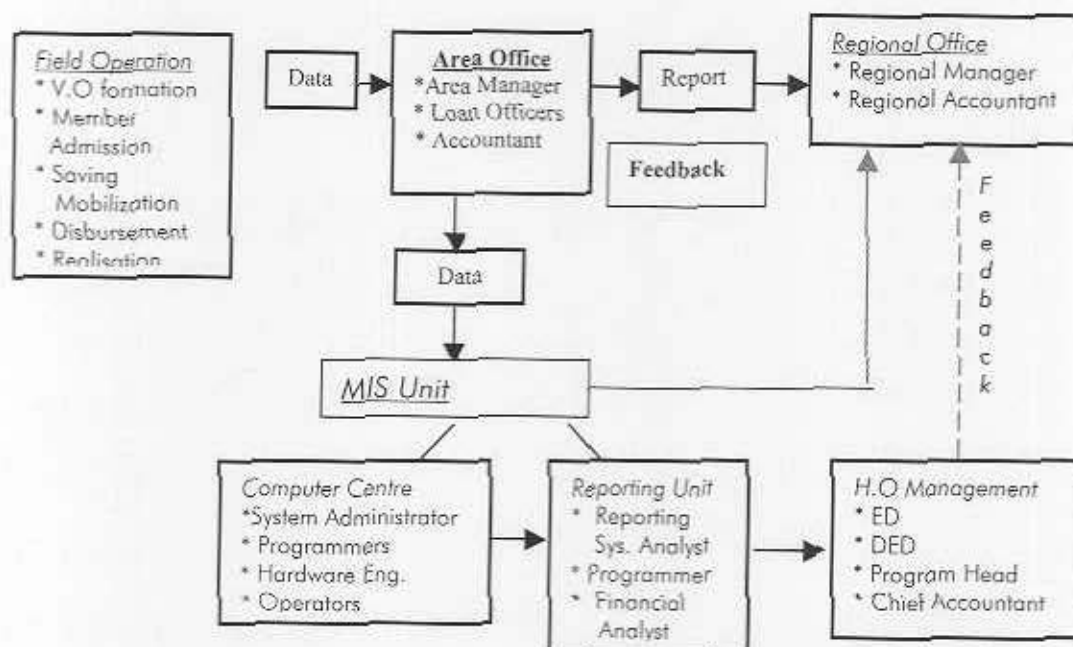 Field Operation
* V.O formation
* Member
Admission
* Saving
Mobilization
* Disbursement
* Realisation
Data
Area Office
*Area Manager
* Loan Officers
* Accountant
Report
Regional Office
* Regional Manager
* Regional Accountant
Feedback
Data
Feedback
MIS Unit
Computer Centre
*System Administrator
* Programmers
* Hardware Eng.
* Operators
Reporting Unit
* Reporting
Sys. Analyst
* Programmer
* Financial
Analyst
H.O Management
* ED
* DED
* Program Head
* Chief Accountant